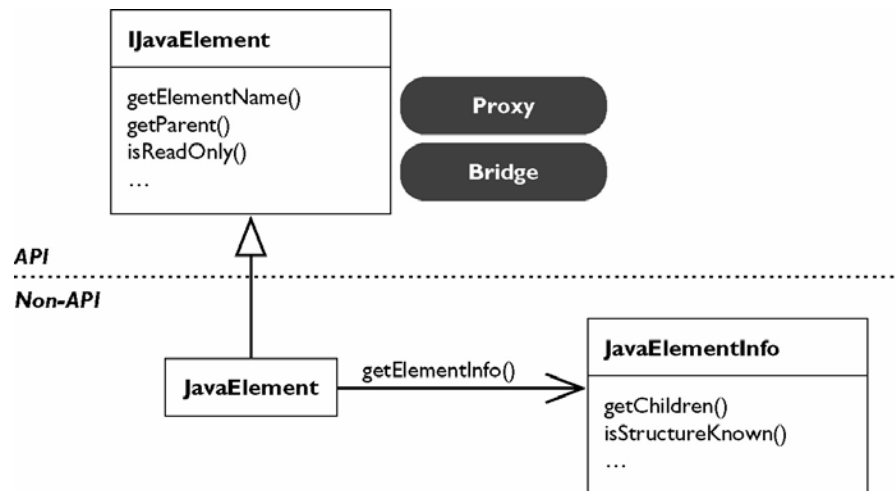 IJavaElement
getElementName()
getParent()
isReadOnly()
...
Proxy
Bridge
API
Non-API
JavaElement
getElementInfo()
JavaElementInfo
getChildren()
isStructureKnown()
...